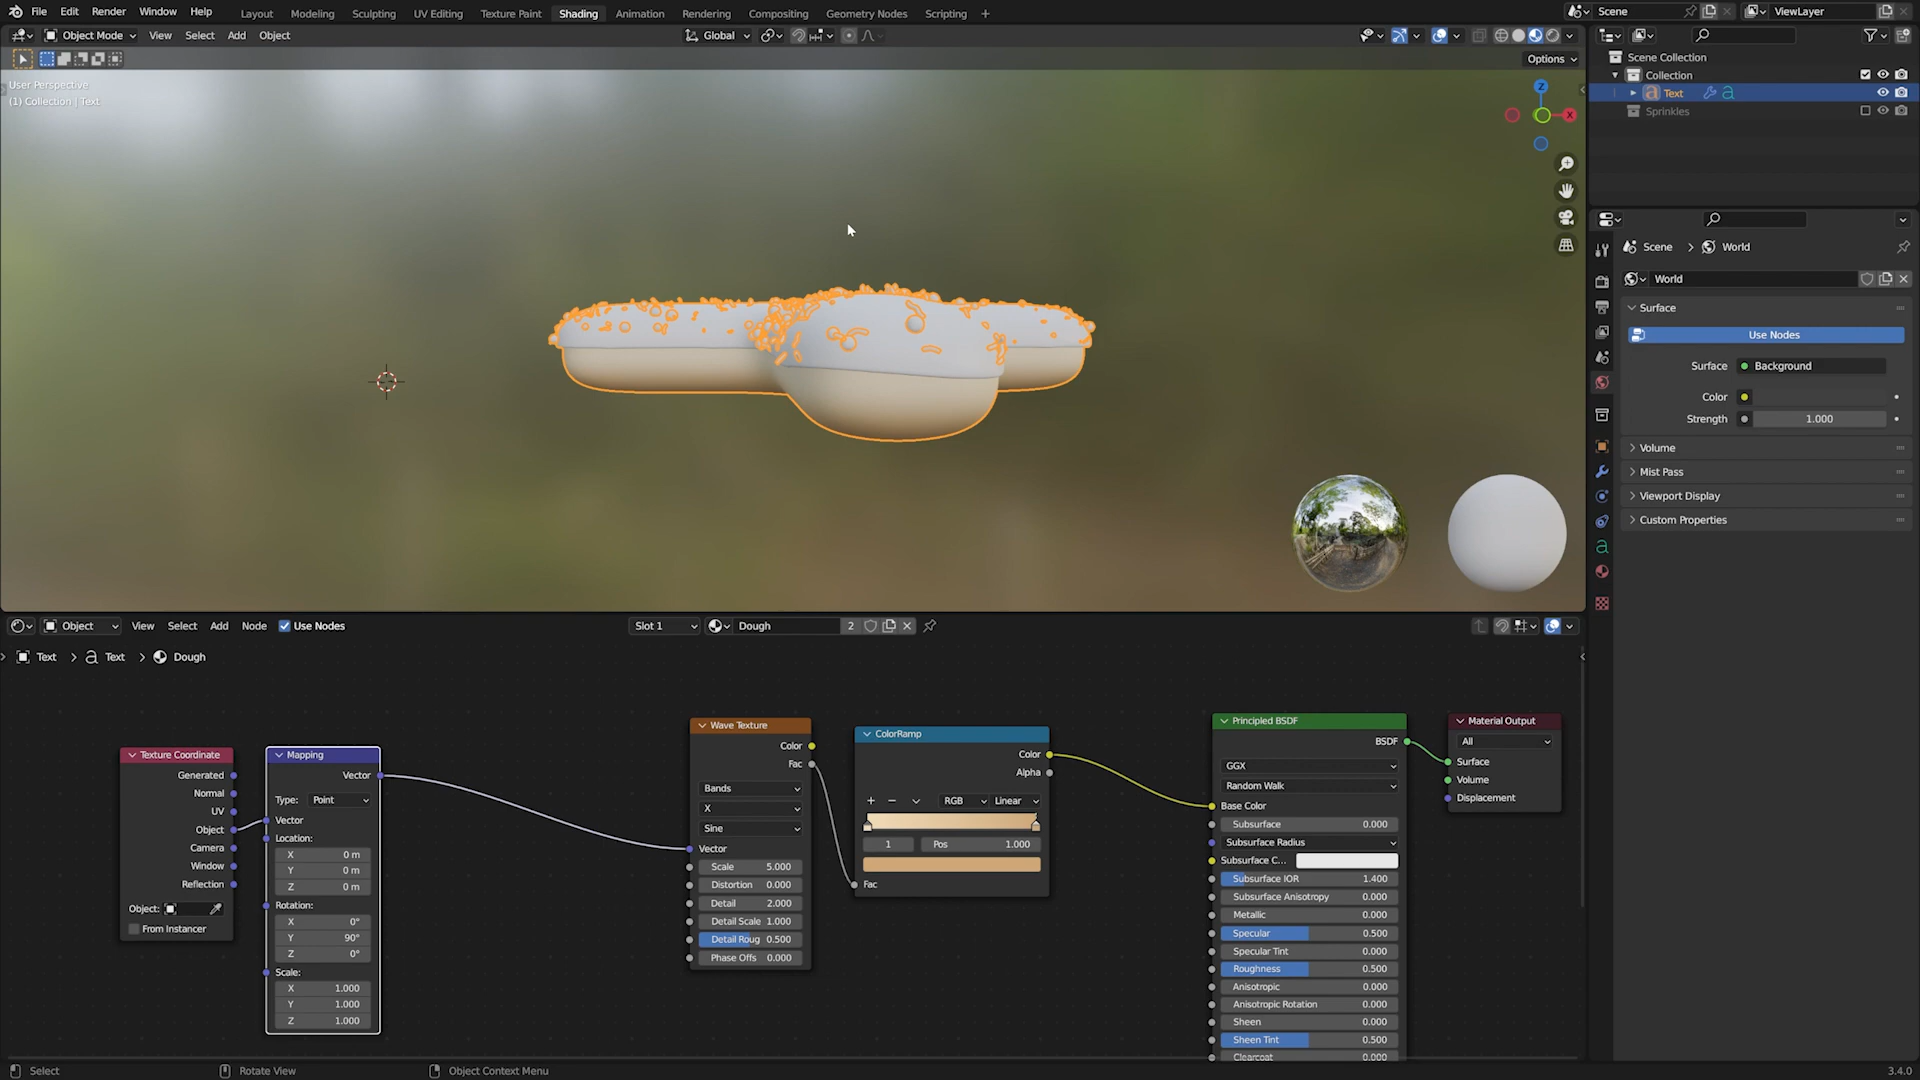 File Edit Render Window Help Layout Modeling Sculpting UV Editing Texture Paint Shading Animation Rendering Compositing Geometry Nodes Scripting + Scene ViewLayer
Object Mode View Select Add Object Global
Options
User Perspective
(1) Collection | Text
Z
X
Scene Collection
Collection
Text
Sprinkles
Scene > World
World
Surface
Use Nodes
Surface Background
Color
Strength 1.000
Volume
Mist Pass
Viewport Display
Custom Properties
Object View Select Add Node Use Nodes Slot 1 Dough 2
Text > Text > Dough
Texture Coordinate
Generated
Normal
UV
Object
Camera
Window
Reflection
Object:
From Instancer
Mapping
Vector
Type: Point
Vector
Location:
X 0 m
Y 0 m
Z 0 m
Rotation:
X 0°
Y 90°
Z 0°
Scale:
X 1.000
Y 1.000
Z 1.000
Wave Texture
Color
Fac
Bands
X
Sine
Vector
Scale 5.000
Distortion 0.000
Detail 2.000
Detail Scale 1.000
Detail Roug 0.500
Phase Offs 0.000
ColorRamp
Color
Alpha
+ − RGB Linear
1 Pos 1.000
Fac
Principled BSDF
BSDF
GGX
Random Walk
Base Color
Subsurface 0.000
Subsurface Radius
Subsurface C...
Subsurface IOR 1.400
Subsurface Anisotropy 0.000
Metallic 0.000
Specular 0.500
Specular Tint 0.000
Roughness 0.500
Anisotropic 0.000
Anisotropic Rotation 0.000
Sheen 0.000
Sheen Tint 0.500
Clearcoat 0.000
Material Output
All
Surface
Volume
Displacement
Select Rotate View Object Context Menu 3.4.0